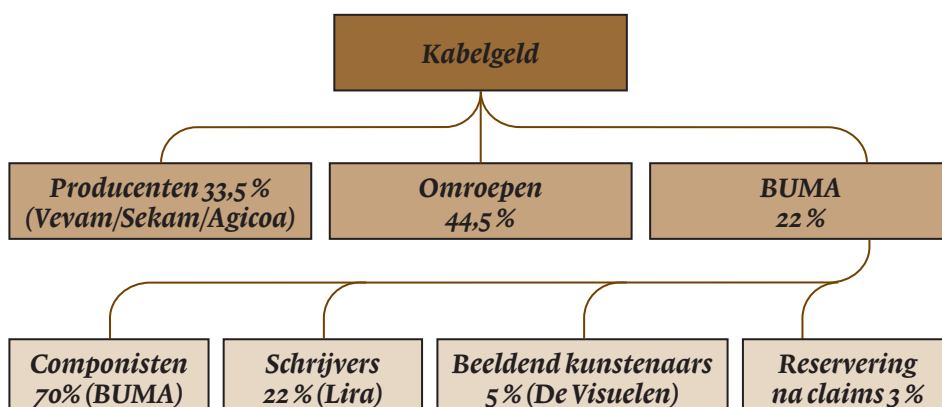 Kabelgeld
Producenten 33,5 %
(Vevam/Sekam/Agicoa)
Omroepen
44,5 %
BUMA
22 %
Componisten
70% (BUMA)
Schrijvers
22 % (Lira)
Beeldend kunstenaars
5 % (De Visuelen)
Reservering
na claims 3 %